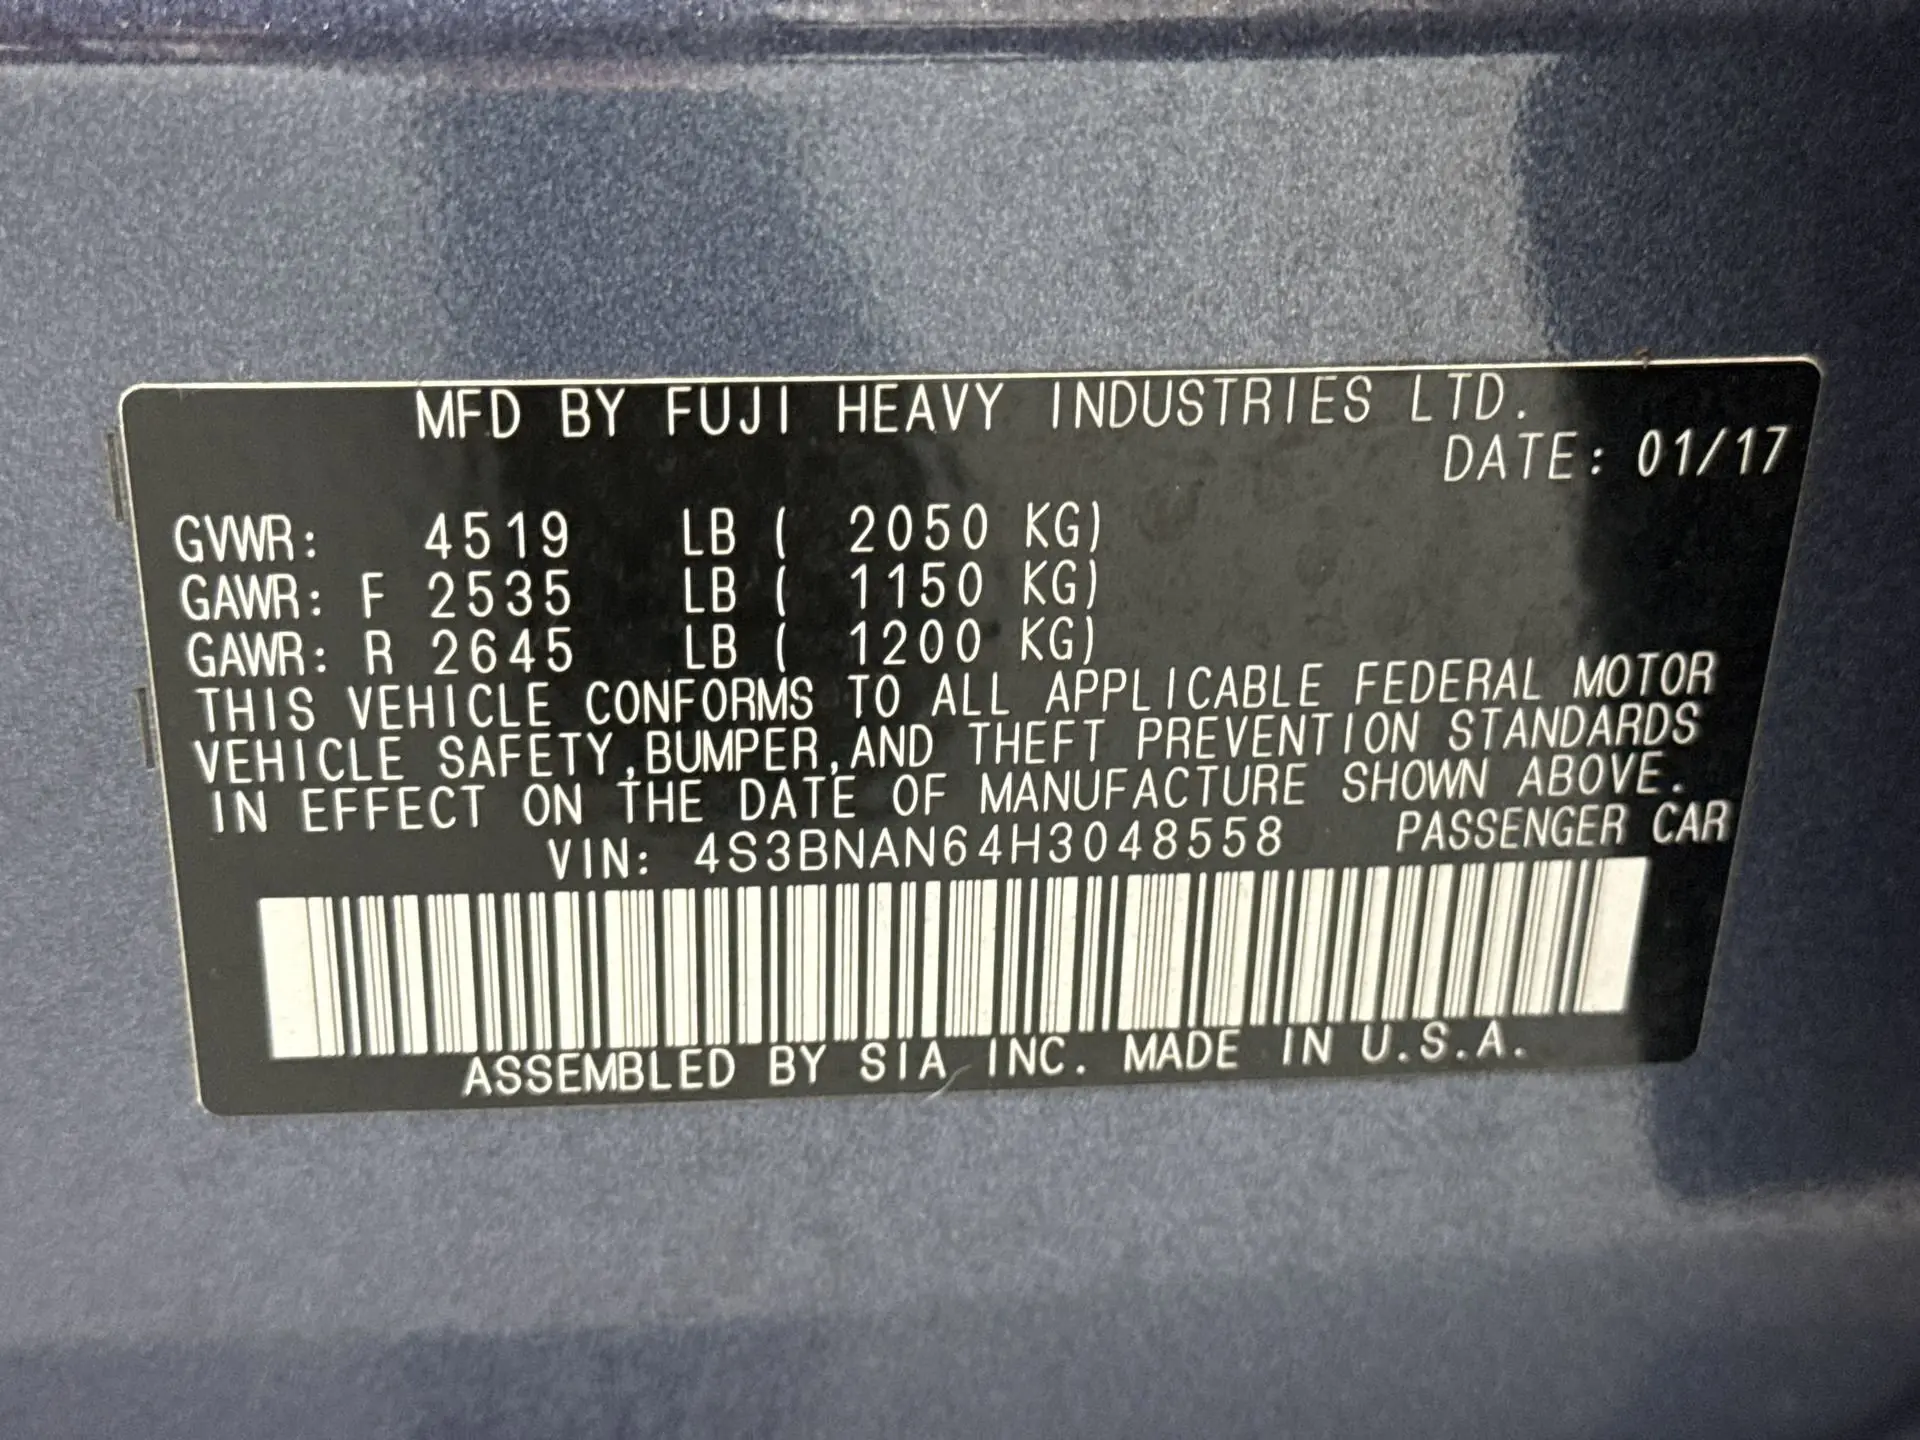 MFD BY FUJI HEAVY INDUSTRIES LTD.
DATE: 01/17
GVWR: 4519 LB ( 2050 KG)
GAWR: F 2535 LB ( 1150 KG)
GAWR: R 2645 LB ( 1200 KG)
THIS VEHICLE CONFORMS TO ALL APPLICABLE FEDERAL MOTOR
VEHICLE SAFETY,BUMPER,AND THEFT PREVENTION STANDARDS
IN EFFECT ON THE DATE OF MANUFACTURE SHOWN ABOVE.
VIN: 4S3BNAN64H3048558 PASSENGER CAR
ASSEMBLED BY SIA INC. MADE IN U.S.A.